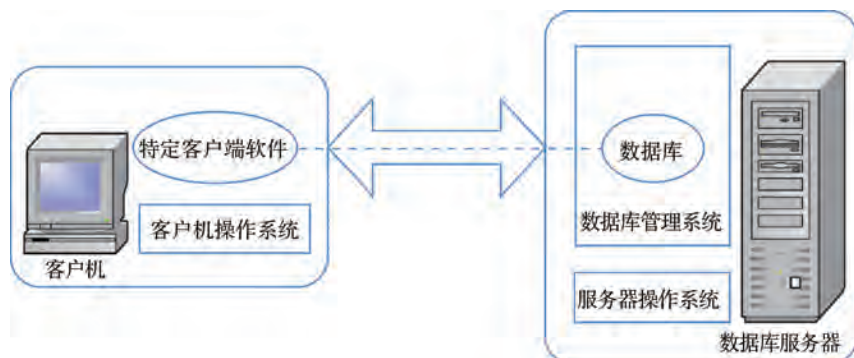 特定客户端软件
客户机操作系统
客户机
数据库
数据库管理系统
服务器操作系统
数据库服务器